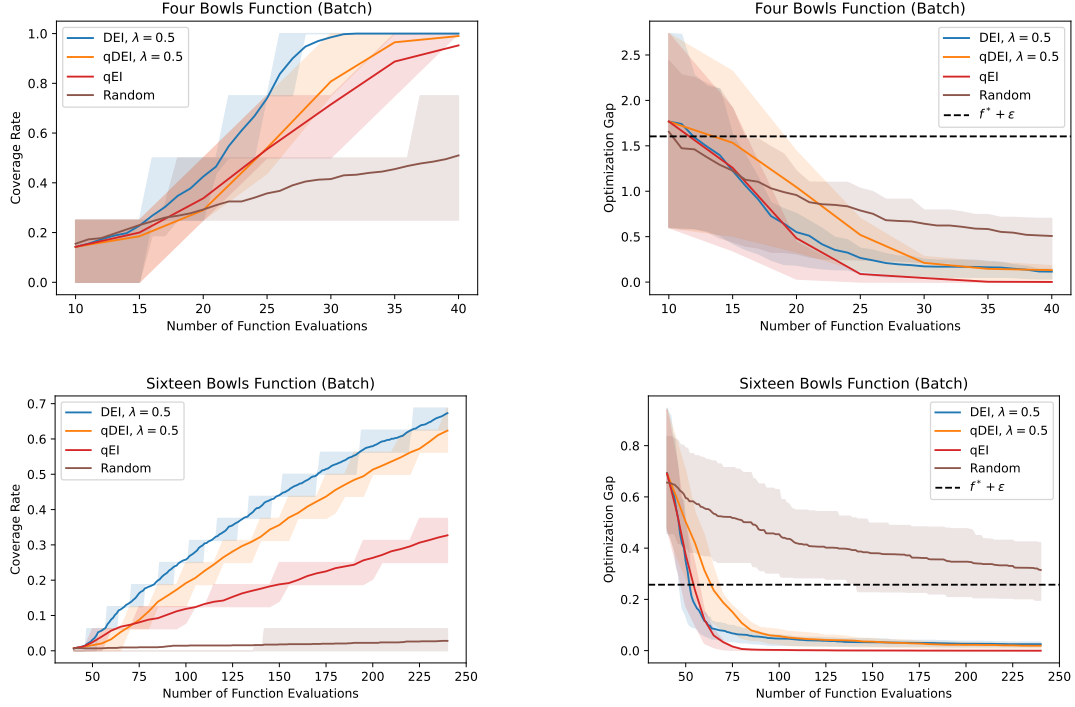 Four Bowls Function (Batch)
Coverage Rate
1.0
0.8
0.6
0.4
0.2
0.0
DEI, λ = 0.5
qDEI, λ = 0.5
qEI
Random
10 15 20 25 30 35 40
Number of Function Evaluations
Four Bowls Function (Batch)
Optimization Gap
2.5
2.0
1.5
1.0
0.5
0.0
DEI, λ = 0.5
qDEI, λ = 0.5
qEI
Random
f* + ε
10 15 20 25 30 35 40
Number of Function Evaluations
Sixteen Bowls Function (Batch)
Coverage Rate
0.7
0.6
0.5
0.4
0.3
0.2
0.1
0.0
DEI, λ = 0.5
qDEI, λ = 0.5
qEI
Random
50 75 100 125 150 175 200 225 250
Number of Function Evaluations
Sixteen Bowls Function (Batch)
Optimization Gap
0.8
0.6
0.4
0.2
0.0
DEI, λ = 0.5
qDEI, λ = 0.5
qEI
Random
f* + ε
50 75 100 125 150 175 200 225 250
Number of Function Evaluations